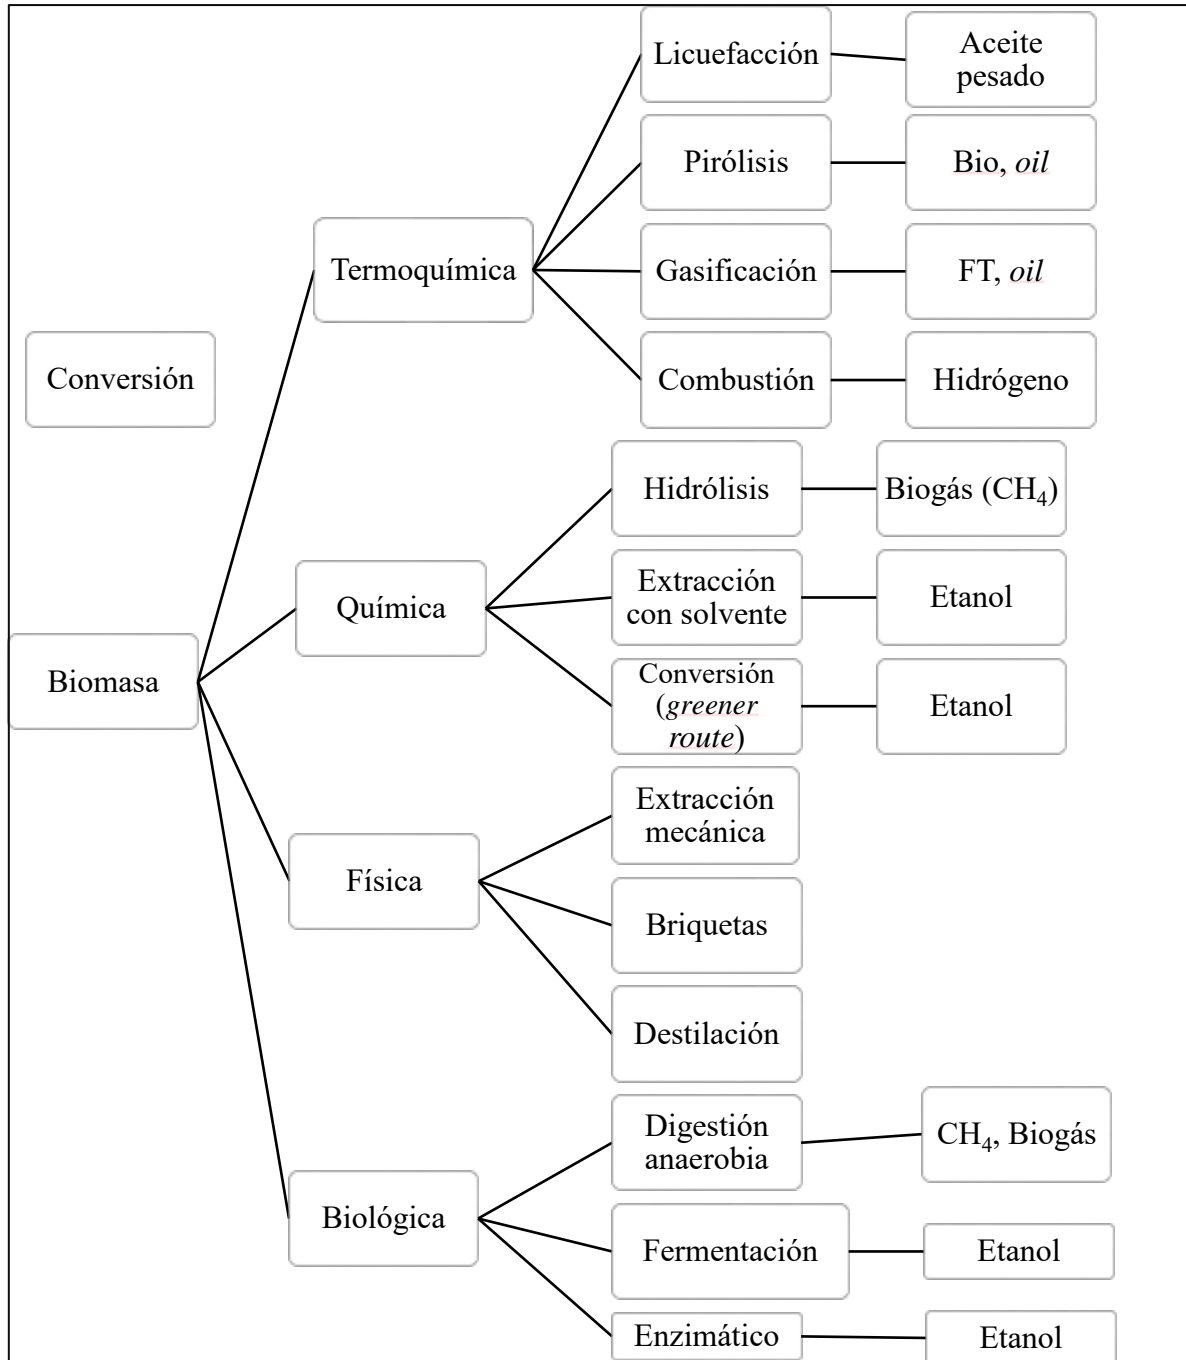 Licuefacción
Aceite
pesado
Pirólisis
Bio, oil
Termoquímica
Gasificación
FT, oil
Conversión
Combustión
Hidrógeno
Hidrólisis
Biogás (CH₄)
Química
Extracción
con solvente
Etanol
Biomasa
Conversión
(greener
route)
Etanol
Extracción
mecánica
Física
Briquetas
Destilación
Digestión
anaerobia
CH₄, Biogás
Biológica
Fermentación
Etanol
Enzimático
Etanol